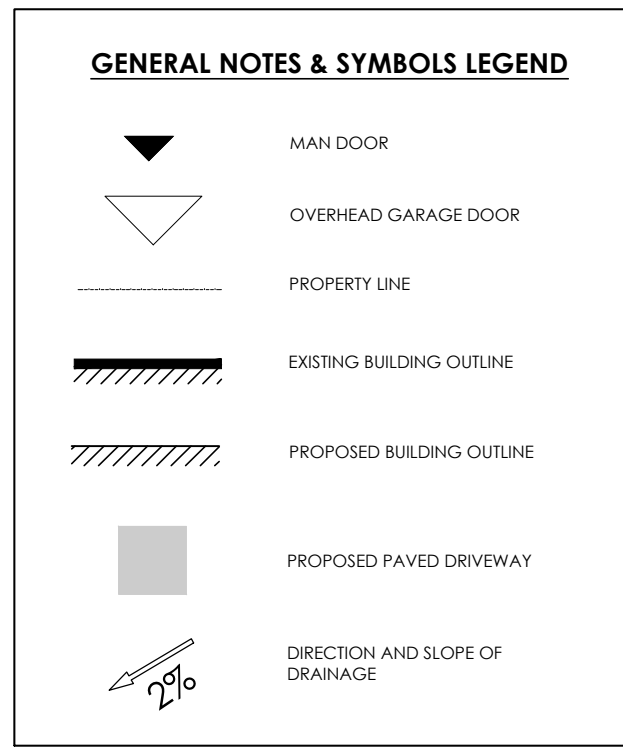 GENERAL NOTES & SYMBOLS LEGEND
MAN DOOR
OVERHEAD GARAGE DOOR
PROPERTY LINE
EXISTING BUILDING OUTLINE
PROPOSED BUILDING OUTLINE
PROPOSED PAVED DRIVEWAY
2%
DIRECTION AND SLOPE OF
DRAINAGE